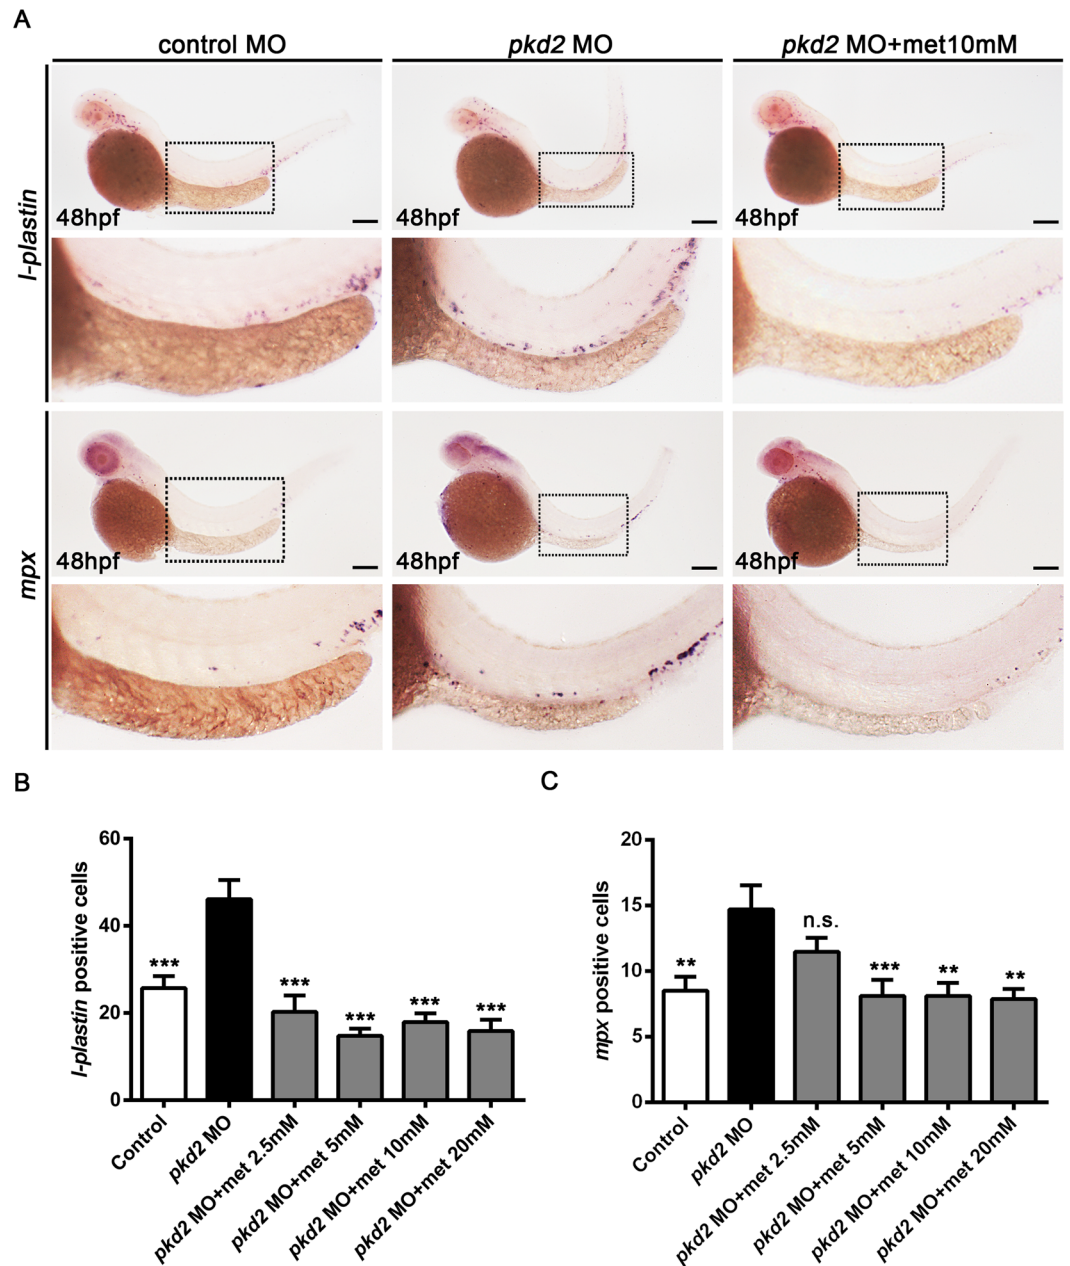 A
control MO
pkd2 MO
pkd2 MO+met10mM
l-plastin
48hpf
48hpf
48hpf
mpx
48hpf
48hpf
48hpf
B
l-plastin positive cells
60
40
20
0
***
***
***
***
***
Control
pkd2 MO
pkd2 MO+met 2.5mM
pkd2 MO+met 5mM
pkd2 MO+met 10mM
pkd2 MO+met 20mM
C
mpx positive cells
20
15
10
5
0
**
n.s.
***
**
**
Control
pkd2 MO
pkd2 MO+met 2.5mM
pkd2 MO+met 5mM
pkd2 MO+met 10mM
pkd2 MO+met 20mM